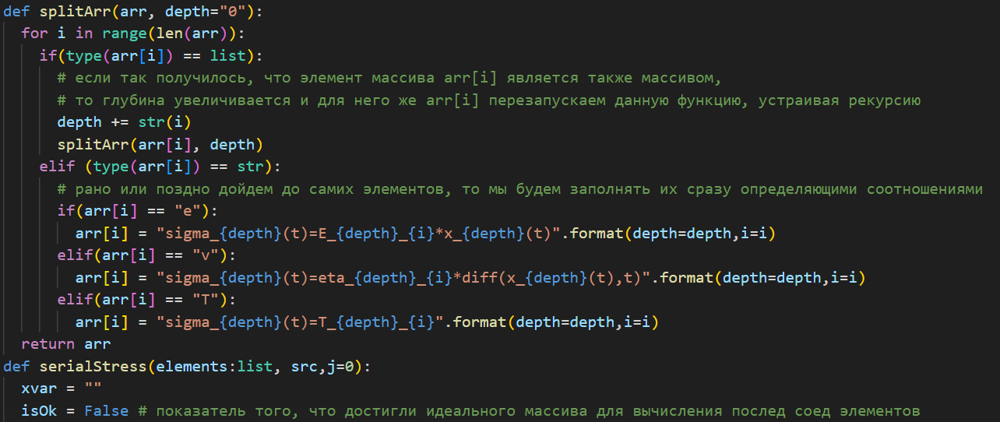 def splitArr(arr, depth="0"):
  for i in range(len(arr)):
    if(type(arr[i]) == list):
      # если так получилось, что элемент массива arr[i] является также массивом,
      # то глубина увеличивается и для него же arr[i] перезапускаем данную функцию, устраивая рекурсию
      depth += str(i)
      splitArr(arr[i], depth)
    elif (type(arr[i]) == str):
      # рано или поздно дойдем до самих элементов, то мы будем заполнять их сразу определяющими соотношениями
      if(arr[i] == "e"):
        arr[i] = "sigma_{depth}(t)=E_{depth}_{i}*x_{depth}(t)".format(depth=depth,i=i)
      elif(arr[i] == "v"):
        arr[i] = "sigma_{depth}(t)=eta_{depth}_{i}*diff(x_{depth}(t),t)".format(depth=depth,i=i)
      elif(arr[i] == "T"):
        arr[i] = "sigma_{depth}(t)=T_{depth}_{i}".format(depth=depth,i=i)
  return arr
def serialStress(elements:list, src,j=0):
  xvar = ""
  isOk = False # показатель того, что достигли идеального массива для вычисления послед соед элементов